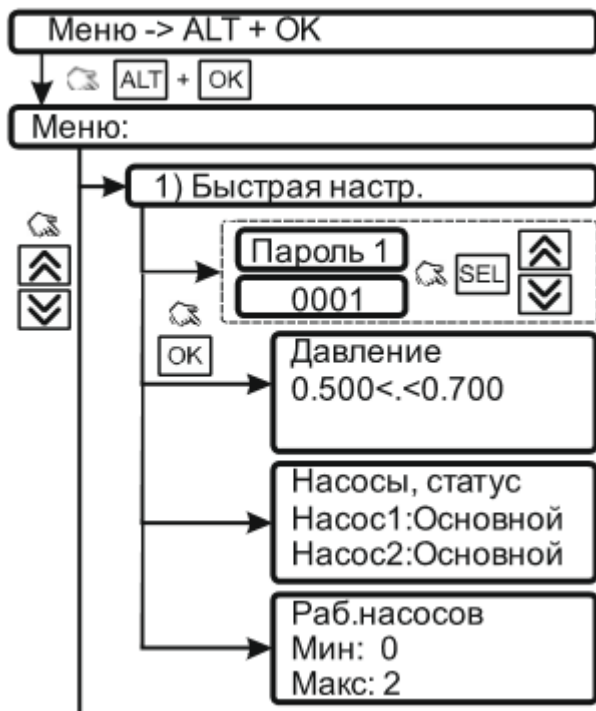 Меню -> ALT + OK
ALT + OK
Меню:
1) Быстрая настр.
Пароль 1
SEL
0001
OK
Давление
0.500<.<0.700
Насосы, статус
Насос1:Основной
Насос2:Основной
Раб.насосов
Мин: 0
Макс: 2